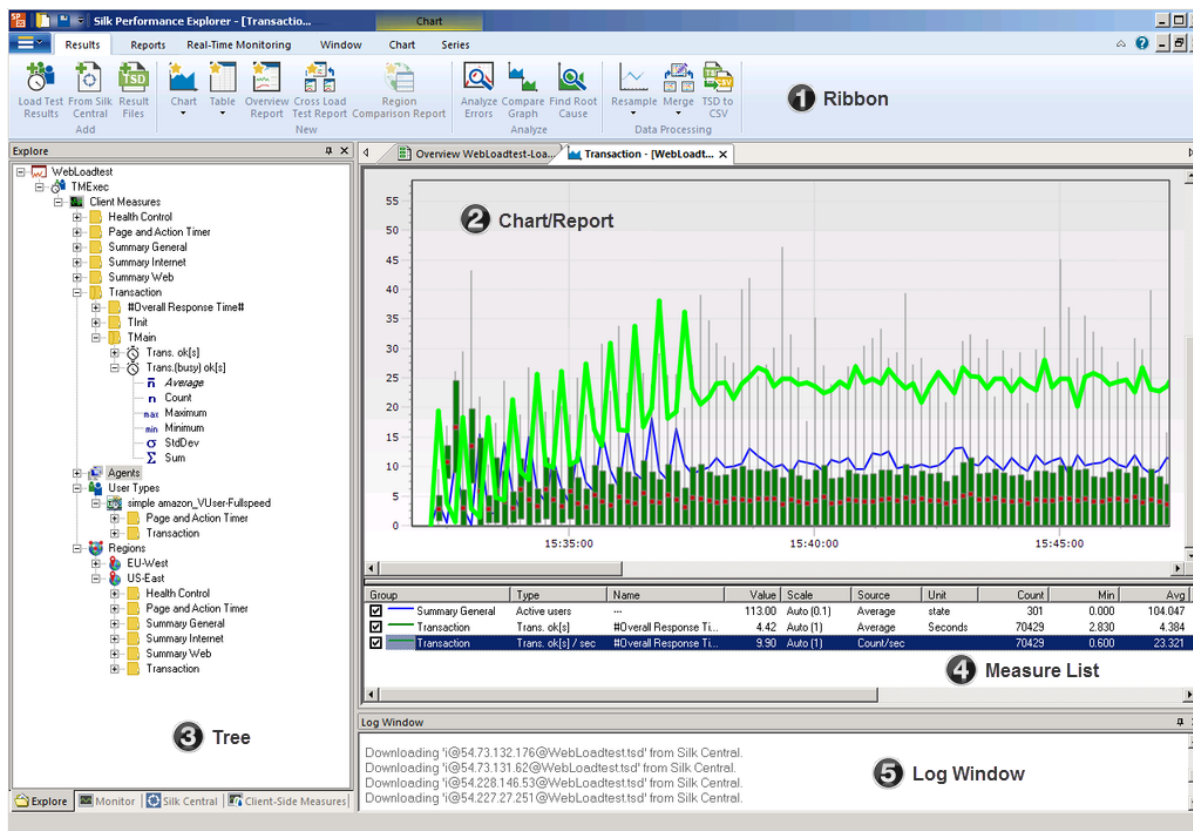 Silk Performance Explorer - [Transactio...
Chart
Results Reports Real-Time Monitoring Window Chart Series
Load Test Results
From Silk Central
Result Files
Add
Chart
Table
Overview Report
Cross Load Test Report
Region Comparison Report
New
Analyze Errors
Compare Graph
Find Root Cause
Analyze
Resample
Merge
TSD to CSV
Data Processing
1 Ribbon
Explore
WebLoadtest
TMExec
Client Measures
Health Control
Page and Action Timer
Summary General
Summary Internet
Summary Web
Transaction
#Overall Response Time#
TInit
TMain
Trans. ok[s]
Trans.(busy) ok[s]
n Average
n Count
max Maximum
min Minimum
σ StdDev
Σ Sum
Agents
User Types
simple amazon_VUser-Fullspeed
Page and Action Timer
Transaction
Regions
EU-West
US-East
Health Control
Page and Action Timer
Summary General
Summary Internet
Summary Web
Transaction
3 Tree
Explore Monitor Silk Central Client-Side Measures
Overview WebLoadtest-Loa...
Transaction - [WebLoadt...
2 Chart/Report
55
50
45
40
35
30
25
20
15
10
5
0
15:35:00 15:40:00 15:45:00
Group Type Name Value Scale Source Unit Count Min Avg
Summary General Active users --- 113.00 Auto (0.1) Average state 301 0.000 104.047
Transaction Trans. ok[s] #Overall Response Ti... 4.42 Auto (1) Average Seconds 70429 2.830 4.384
Transaction Trans. ok[s] / sec #Overall Response Ti... 9.90 Auto (1) Count/sec 70429 0.600 23.321
4 Measure List
Log Window
Downloading 'i@54.73.132.176@WebLoadtest.tsd' from Silk Central.
Downloading 'i@54.73.131.62@WebLoadtest.tsd' from Silk Central.
Downloading 'i@54.228.146.53@WebLoadtest.tsd' from Silk Central.
Downloading 'i@54.227.27.251@WebLoadtest.tsd' from Silk Central.
5 Log Window